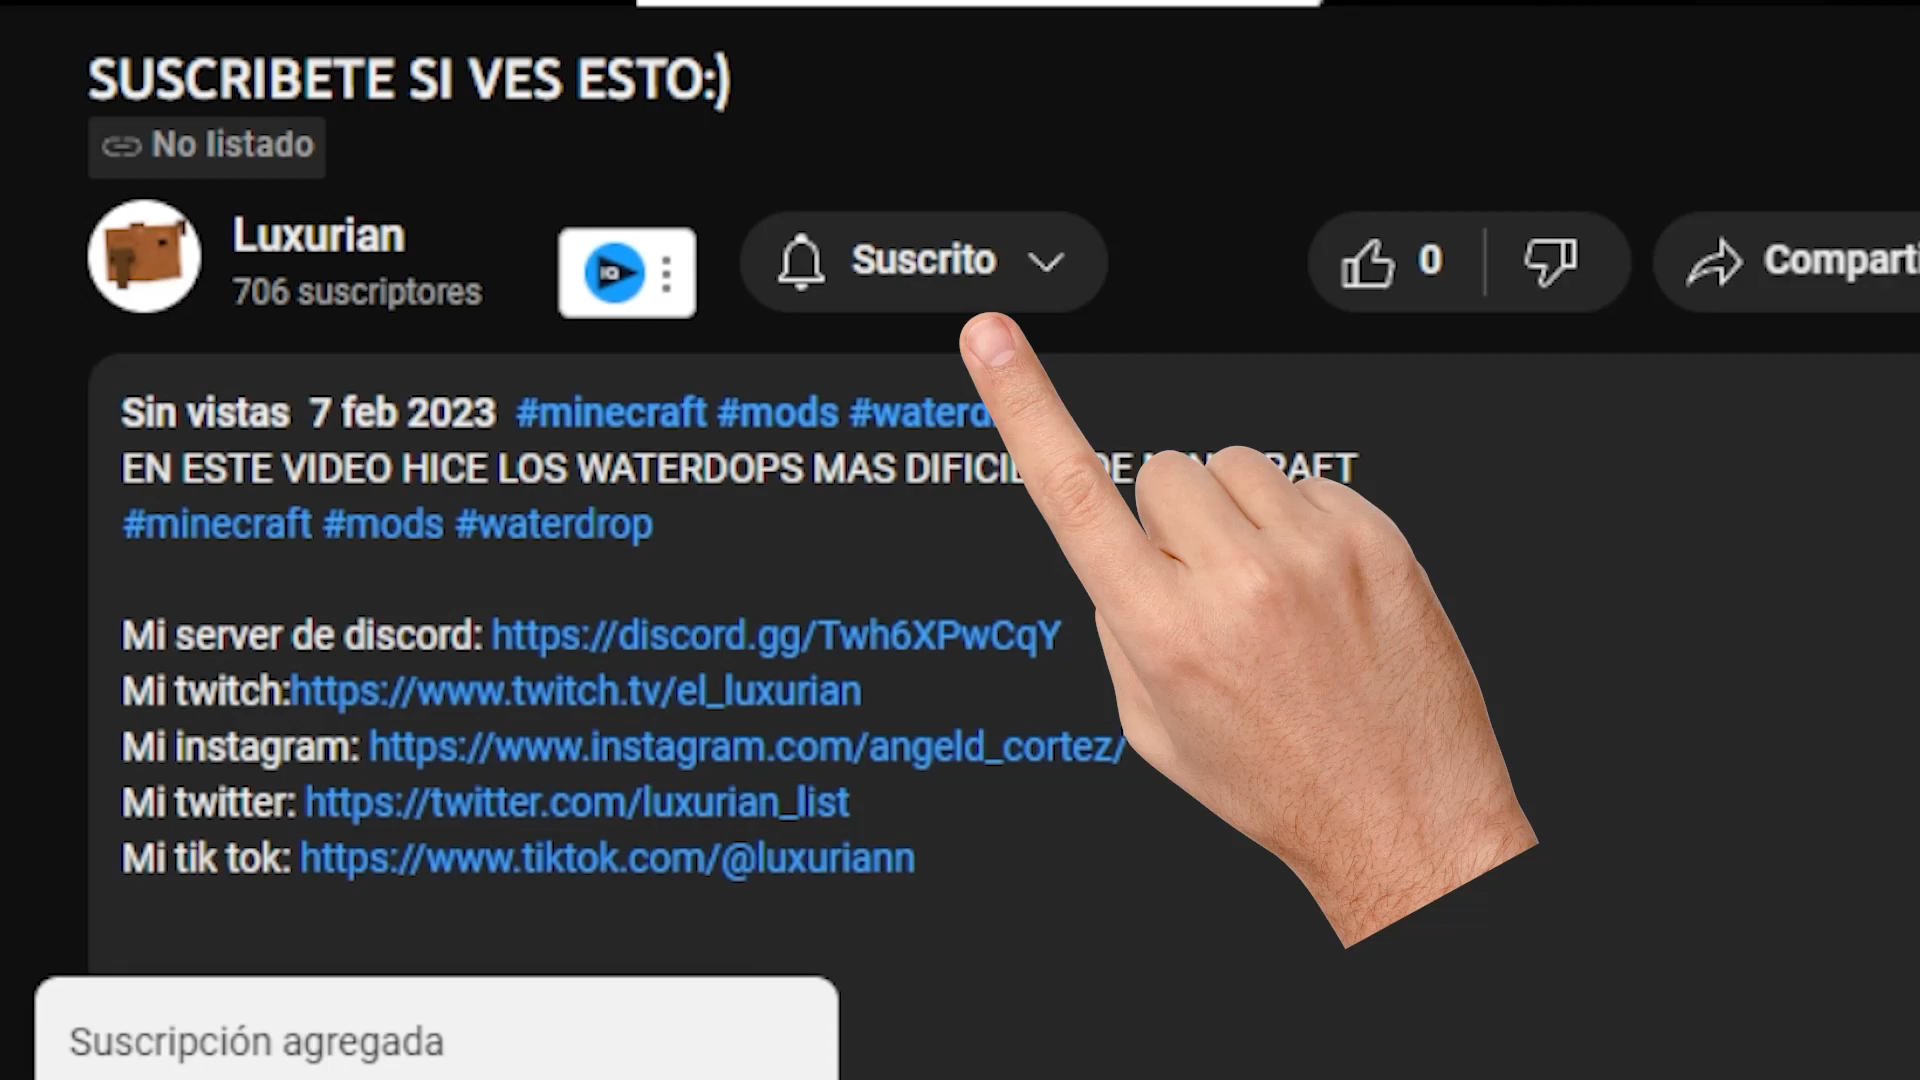 SUSCRIBETE SI VES ESTO:)
No listado
Luxurian
706 suscriptores
Suscrito
0
Comparti
Sin vistas 7 feb 2023 #minecraft #mods #waterd
EN ESTE VIDEO HICE LOS WATERDOPS MAS DIFICIL DE MINECRAFT
#minecraft #mods #waterdrop
Mi server de discord: https://discord.gg/Twh6XPwCqY
Mi twitch:https://www.twitch.tv/el_luxurian
Mi instagram: https://www.instagram.com/angeld_cortez/
Mi twitter: https://twitter.com/luxurian_list
Mi tik tok: https://www.tiktok.com/@luxuriann
Suscripción agregada